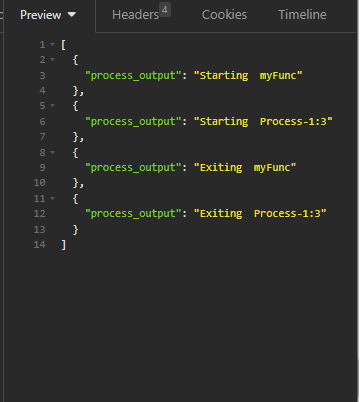 Preview Headers 4 Cookies Timeline
1 [
2 {
3 "process_output": "Starting  myFunc"
4 },
5 {
6 "process_output": "Starting  Process-1:3"
7 },
8 {
9 "process_output": "Exiting  myFunc"
10 },
11 {
12 "process_output": "Exiting  Process-1:3"
13 }
14 ]